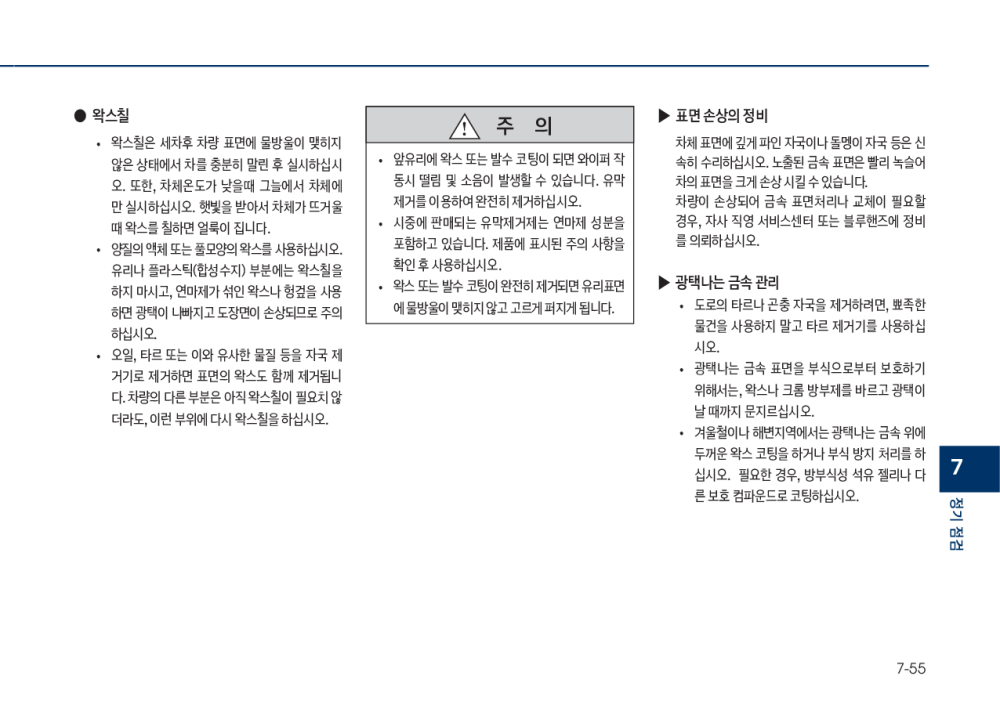 ● 왁스칠
• 왁스칠은 세차후 차량 표면에 물방울이 맺히지
않은 상태에서 차를 충분히 말린 후 실시하십시
오. 또한, 차체온도가 낮을때 그늘에서 차체에
만 실시하십시오. 햇빛을 받아서 차체가 뜨거울
때 왁스를 칠하면 얼룩이 집니다.
• 양질의 액체 또는 풀모양의 왁스를 사용하십시오.
유리나 플라스틱(합성수지) 부분에는 왁스칠을
하지 마시고, 연마제가 섞인 왁스나 헝겊을 사용
하면 광택이 나빠지고 도장면이 손상되므로 주의
하십시오.
• 오일, 타르 또는 이와 유사한 물질 등을 자국 제
거기로 제거하면 표면의 왁스도 함께 제거됩니
다. 차량의 다른 부분은 아직 왁스칠이 필요치 않
더라도, 이런 부위에 다시 왁스칠을 하십시오.
주 의
• 앞유리에 왁스 또는 발수 코팅이 되면 와이퍼 작
동시 떨림 및 소음이 발생할 수 있습니다. 유막
제거를 이용하여 완전히 제거하십시오.
• 시중에 판매되는 유막제거제는 연마제 성분을
포함하고 있습니다. 제품에 표시된 주의 사항을
확인 후 사용하십시오.
• 왁스 또는 발수 코팅이 완전히 제거되면 유리표면
에 물방울이 맺히지 않고 고르게 퍼지게 됩니다.
▶ 표면 손상의 정비
차체 표면에 깊게 파인 자국이나 돌멩이 자국 등은 신
속히 수리하십시오. 노출된 금속 표면은 빨리 녹슬어
차의 표면을 크게 손상 시킬 수 있습니다.
차량이 손상되어 금속 표면처리나 교체이 필요할
경우, 자사 직영 서비스센터 또는 블루핸즈에 정비
를 의뢰하십시오.
▶ 광택나는 금속 관리
• 도로의 타르나 곤충 자국을 제거하려면, 뾰족한
물건을 사용하지 말고 타르 제거기를 사용하십
시오.
• 광택나는 금속 표면을 부식으로부터 보호하기
위해서는, 왁스나 크롬 방부제를 바르고 광택이
날 때까지 문지르십시오.
• 겨울철이나 해변지역에서는 광택나는 금속 위에
두꺼운 왁스 코팅을 하거나 부식 방지 처리를 하
십시오. 필요한 경우, 방부식성 석유 젤리나 다
른 보호 컴파운드로 코팅하십시오.
7
정기 점검
7-55